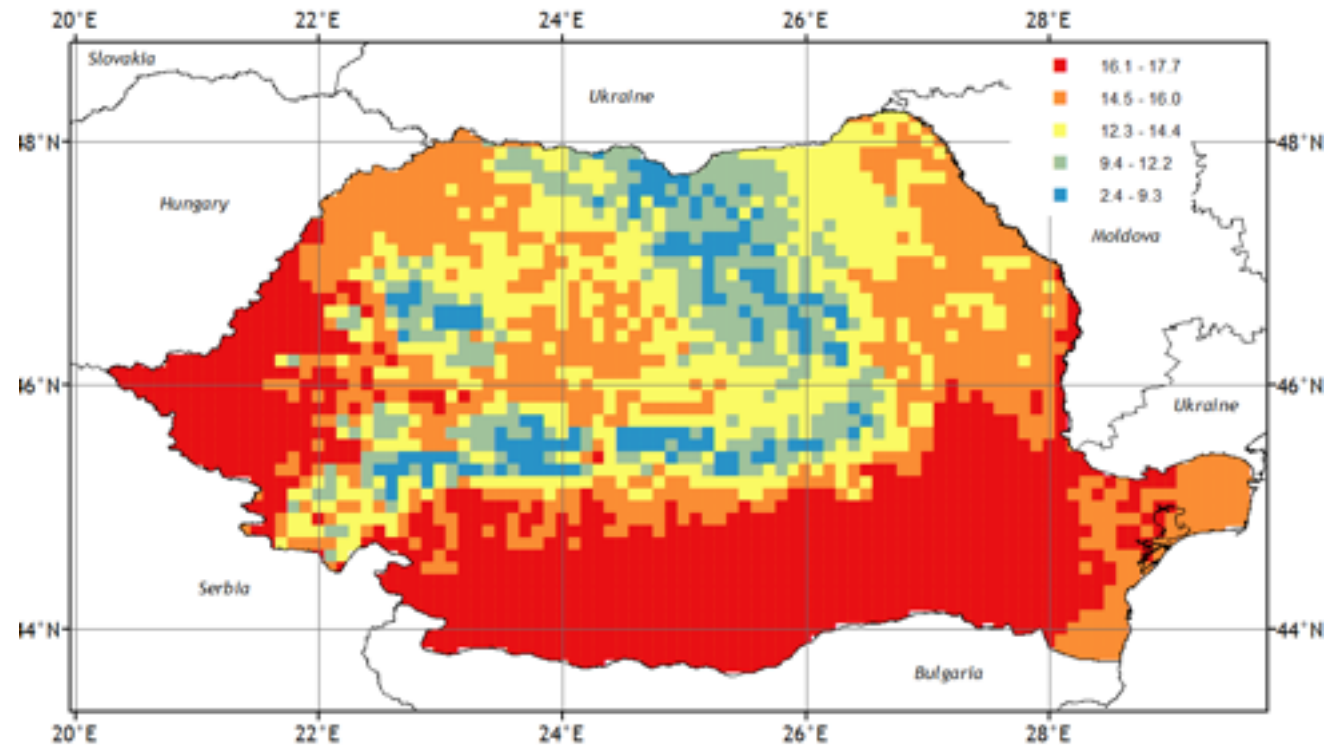 20°E 22°E 24°E 26°E 28°E
Slovakia
16.1 - 17.7
Ukraine
14.5 - 16.0
12.3 - 14.4
48°N 48°N
9.4 - 12.2
2.4 - 9.3
Hungary
Moldova
46°N 46°N
Ukraine
Serbia
44°N 44°N
Bulgaria
20°E 22°E 24°E 26°E 28°E